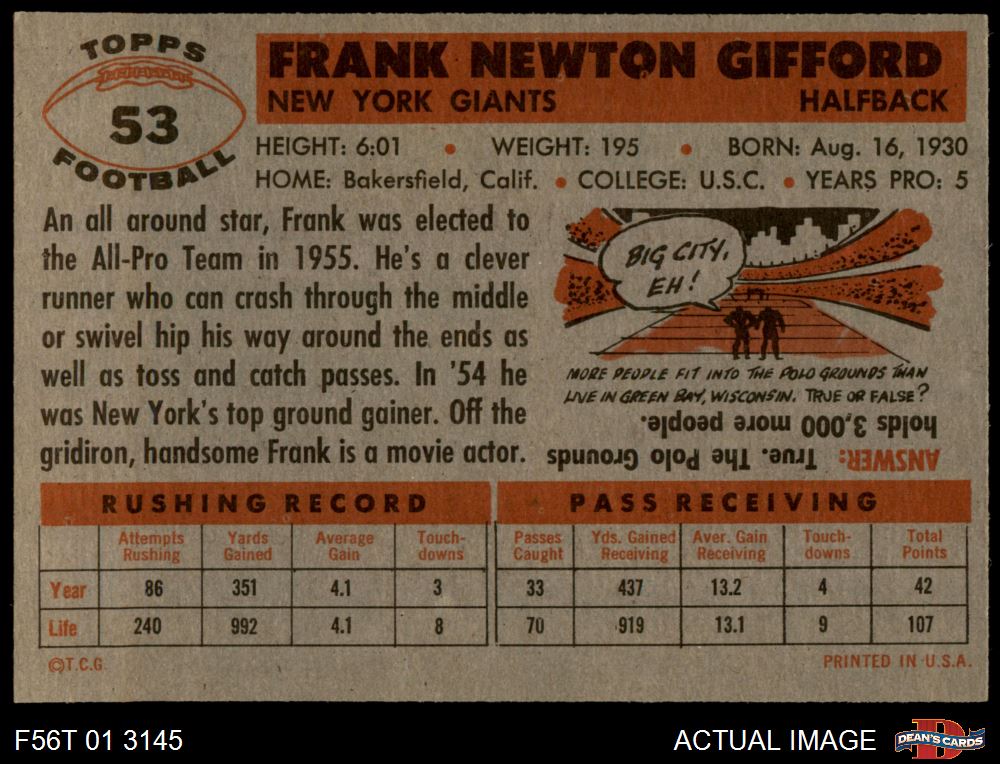 TOPPS
53
FOOTBALL
FRANK NEWTON GIFFORD
NEW YORK GIANTS HALFBACK
HEIGHT: 6:01 • WEIGHT: 195 • BORN: Aug. 16, 1930
HOME: Bakersfield, Calif. • COLLEGE: U.S.C. • YEARS PRO: 5
An all around star, Frank was elected to
the All-Pro Team in 1955. He's a clever
runner who can crash through the middle
or swivel hip his way around the ends as
well as toss and catch passes. In '54 he
was New York's top ground gainer. Off the
gridiron, handsome Frank is a movie actor.
BIG CITY,
EH!
MORE PEOPLE FIT INTO THE POLO GROUNDS THAN
LIVE IN GREEN BAY, WISCONSIN. TRUE OR FALSE?
ANSWER: True. The Polo Grounds
holds 3,000 more people.
RUSHING RECORD
Attempts Rushing Yards Gained Average Gain Touch-downs
Year 86 351 4.1 3
Life 240 992 4.1 8
PASS RECEIVING
Passes Caught Yds. Gained Receiving Aver. Gain Receiving Touch-downs Total Points
33 437 13.2 4 42
70 919 13.1 9 107
©T.C.G. PRINTED IN U.S.A.
F56T 01 3145 ACTUAL IMAGE DEAN'S CARDS